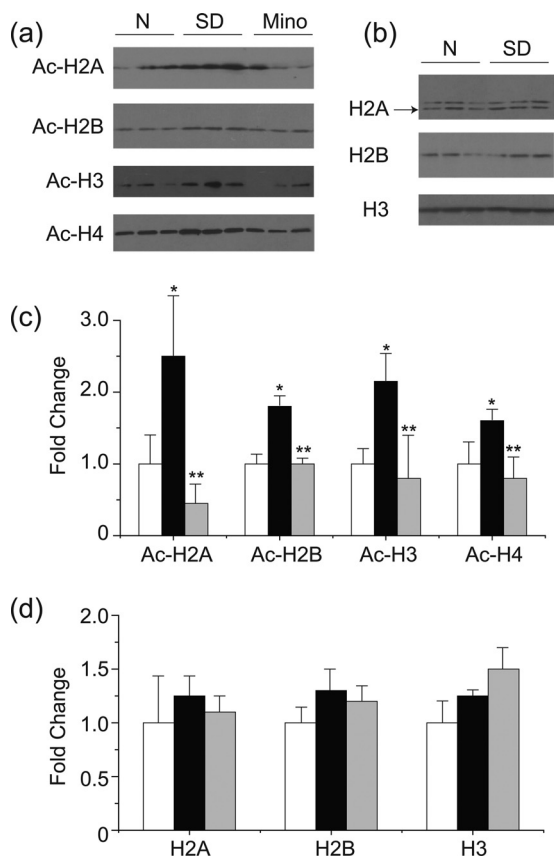 (a)
N SD Mino
Ac-H2A
Ac-H2B
Ac-H3
Ac-H4
(b)
N SD
H2A
H2B
H3
(c)
Fold Change
3.0
2.0
1.0
0
* ** * ** * ** * **
Ac-H2A Ac-H2B Ac-H3 Ac-H4
(d)
Fold Change
2.0
1.5
1.0
0.5
0
H2A H2B H3